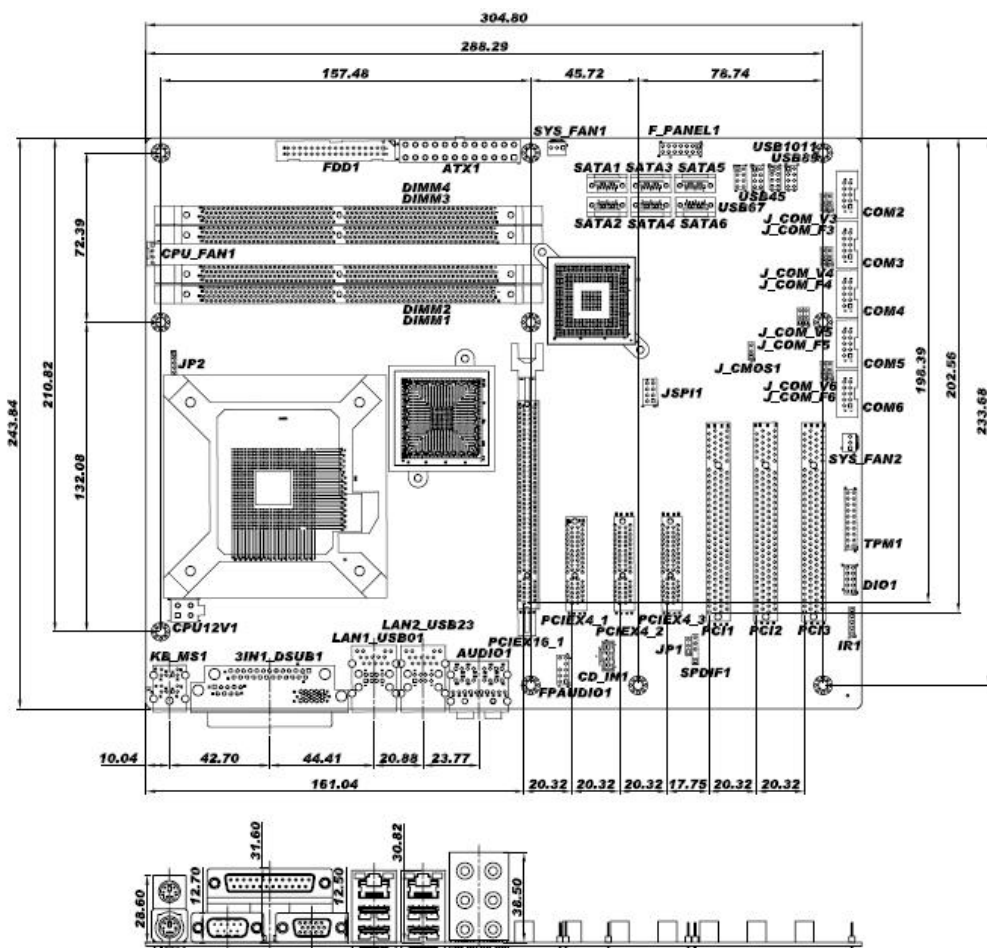 304.80
288.29
157.48 45.72 78.74
SYS_FAN1 F_PANEL1
USB1011
USB89
FDD1 ATX1
SATA1 SATA3 SATA5
DIMM4
DIMM3
USB45
USB67
SATA2 SATA4 SATA6
COM2
J_COM_V3
J_COM_F3
CPU_FAN1
COM3
J_COM_V4
J_COM_F4
DIMM2
DIMM1
COM4
J_COM_V5
J_COM_F5
JP2
J_CMOS1
COM5
J_COM_V6
J_COM_F6
JSPI1
COM6
SYS_FAN2
TPM1
DIO1
72.39
210.82
243.84
132.08
198.39
202.56
233.68
CPU12V1
LAN2_USB23
LAN1_USB01
PCIEX4_1
PCIEX4_2
PCIEX4_3
PCI1 PCI2 PCI3
PCIEX16_1
IR1
KB_MS1 3IN1_DSUB1 AUDIO1
JP1
CD_IN1 SPDIF1
FPAUDIO1
10.04 42.70 44.41 20.88 23.77
161.04 20.32 20.32 20.32 17.75 20.32 20.32
28.60 12.70 31.60 12.50 30.82 38.50